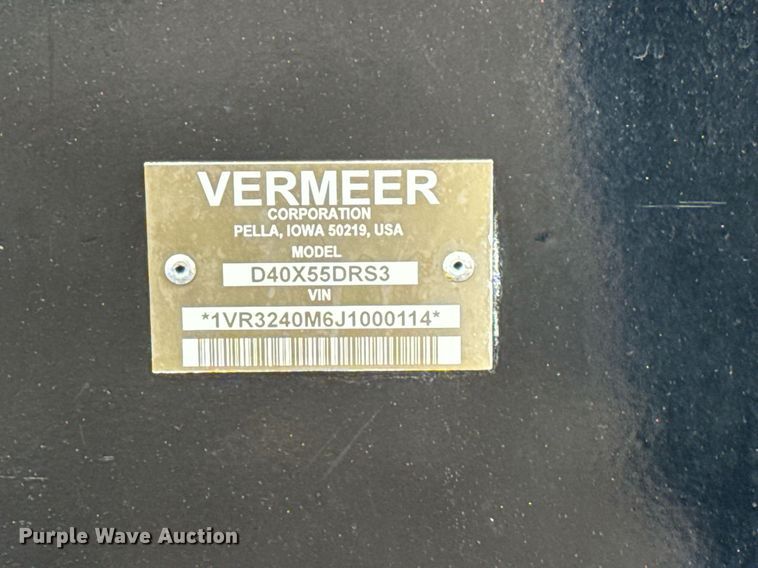 VERMEER
CORPORATION
PELLA, IOWA 50219, USA
MODEL
D40X55DRS3
VIN
*1VR3240M6J1000114*
Purple Wave Auction